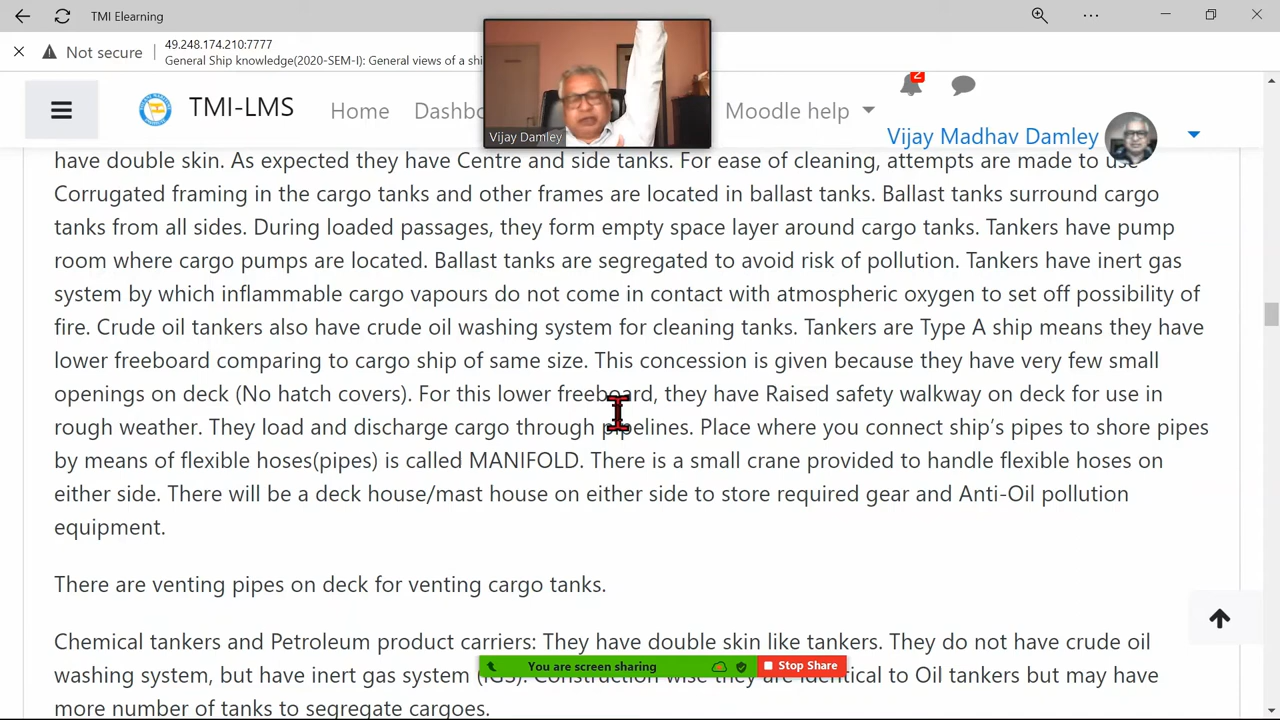 TMI Elearning
Not secure
49.248.174.210:7777
General Ship knowledge(2020-SEM-I): General views of a shi
TMI-LMS
Home
Dashbo
Vijay Damley
Moodle help
2
Vijay Madhav Damley
have double skin. As expected they have Centre and side tanks. For ease of cleaning, attempts are made to use
Corrugated framing in the cargo tanks and other frames are located in ballast tanks. Ballast tanks surround cargo
tanks from all sides. During loaded passages, they form empty space layer around cargo tanks. Tankers have pump
room where cargo pumps are located. Ballast tanks are segregated to avoid risk of pollution. Tankers have inert gas
system by which inflammable cargo vapours do not come in contact with atmospheric oxygen to set off possibility of
fire. Crude oil tankers also have crude oil washing system for cleaning tanks. Tankers are Type A ship means they have
lower freeboard comparing to cargo ship of same size. This concession is given because they have very few small
openings on deck (No hatch covers). For this lower freeboard, they have Raised safety walkway on deck for use in
rough weather. They load and discharge cargo through pipelines. Place where you connect ship's pipes to shore pipes
by means of flexible hoses(pipes) is called MANIFOLD. There is a small crane provided to handle flexible hoses on
either side. There will be a deck house/mast house on either side to store required gear and Anti-Oil pollution
equipment.
There are venting pipes on deck for venting cargo tanks.
Chemical tankers and Petroleum product carriers: They have double skin like tankers. They do not have crude oil
You are screen sharing
Stop Share
washing system, but have inert gas system (IGS). Construction wise they are identical to Oil tankers but may have
more number of tanks to segregate cargoes.